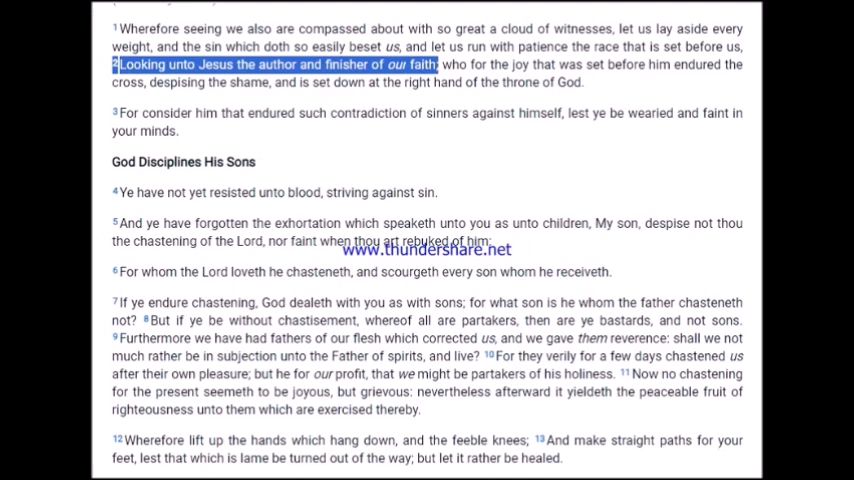 1Wherefore seeing we also are compassed about with so great a cloud of witnesses, let us lay aside every
weight, and the sin which doth so easily beset us, and let us run with patience the race that is set before us,
2Looking unto Jesus the author and finisher of our faith; who for the joy that was set before him endured the
cross, despising the shame, and is set down at the right hand of the throne of God.
3For consider him that endured such contradiction of sinners against himself, lest ye be wearied and faint in
your minds.
God Disciplines His Sons
4Ye have not yet resisted unto blood, striving against sin.
5And ye have forgotten the exhortation which speaketh unto you as unto children, My son, despise not thou
the chastening of the Lord, nor faint when thou art rebuked of him:
www.thundershare.net
6For whom the Lord loveth he chasteneth, and scourgeth every son whom he receiveth.
7If ye endure chastening, God dealeth with you as with sons; for what son is he whom the father chasteneth
not? 8But if ye be without chastisement, whereof all are partakers, then are ye bastards, and not sons.
9Furthermore we have had fathers of our flesh which corrected us, and we gave them reverence: shall we not
much rather be in subjection unto the Father of spirits, and live? 10For they verily for a few days chastened us
after their own pleasure; but he for our profit, that we might be partakers of his holiness. 11Now no chastening
for the present seemeth to be joyous, but grievous: nevertheless afterward it yieldeth the peaceable fruit of
righteousness unto them which are exercised thereby.
12Wherefore lift up the hands which hang down, and the feeble knees; 13And make straight paths for your
feet, lest that which is lame be turned out of the way; but let it rather be healed.